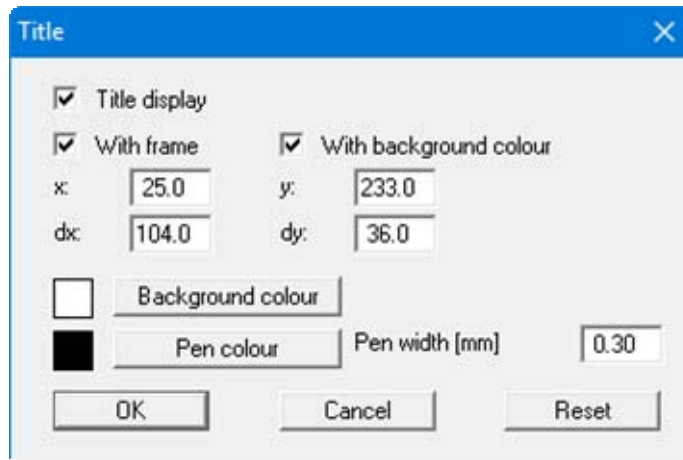 Title
Title display
With frame With background colour
x: 25.0 y: 233.0
dx: 104.0 dy: 36.0
Background colour
Pen colour Pen width [mm] 0.30
OK Cancel Reset